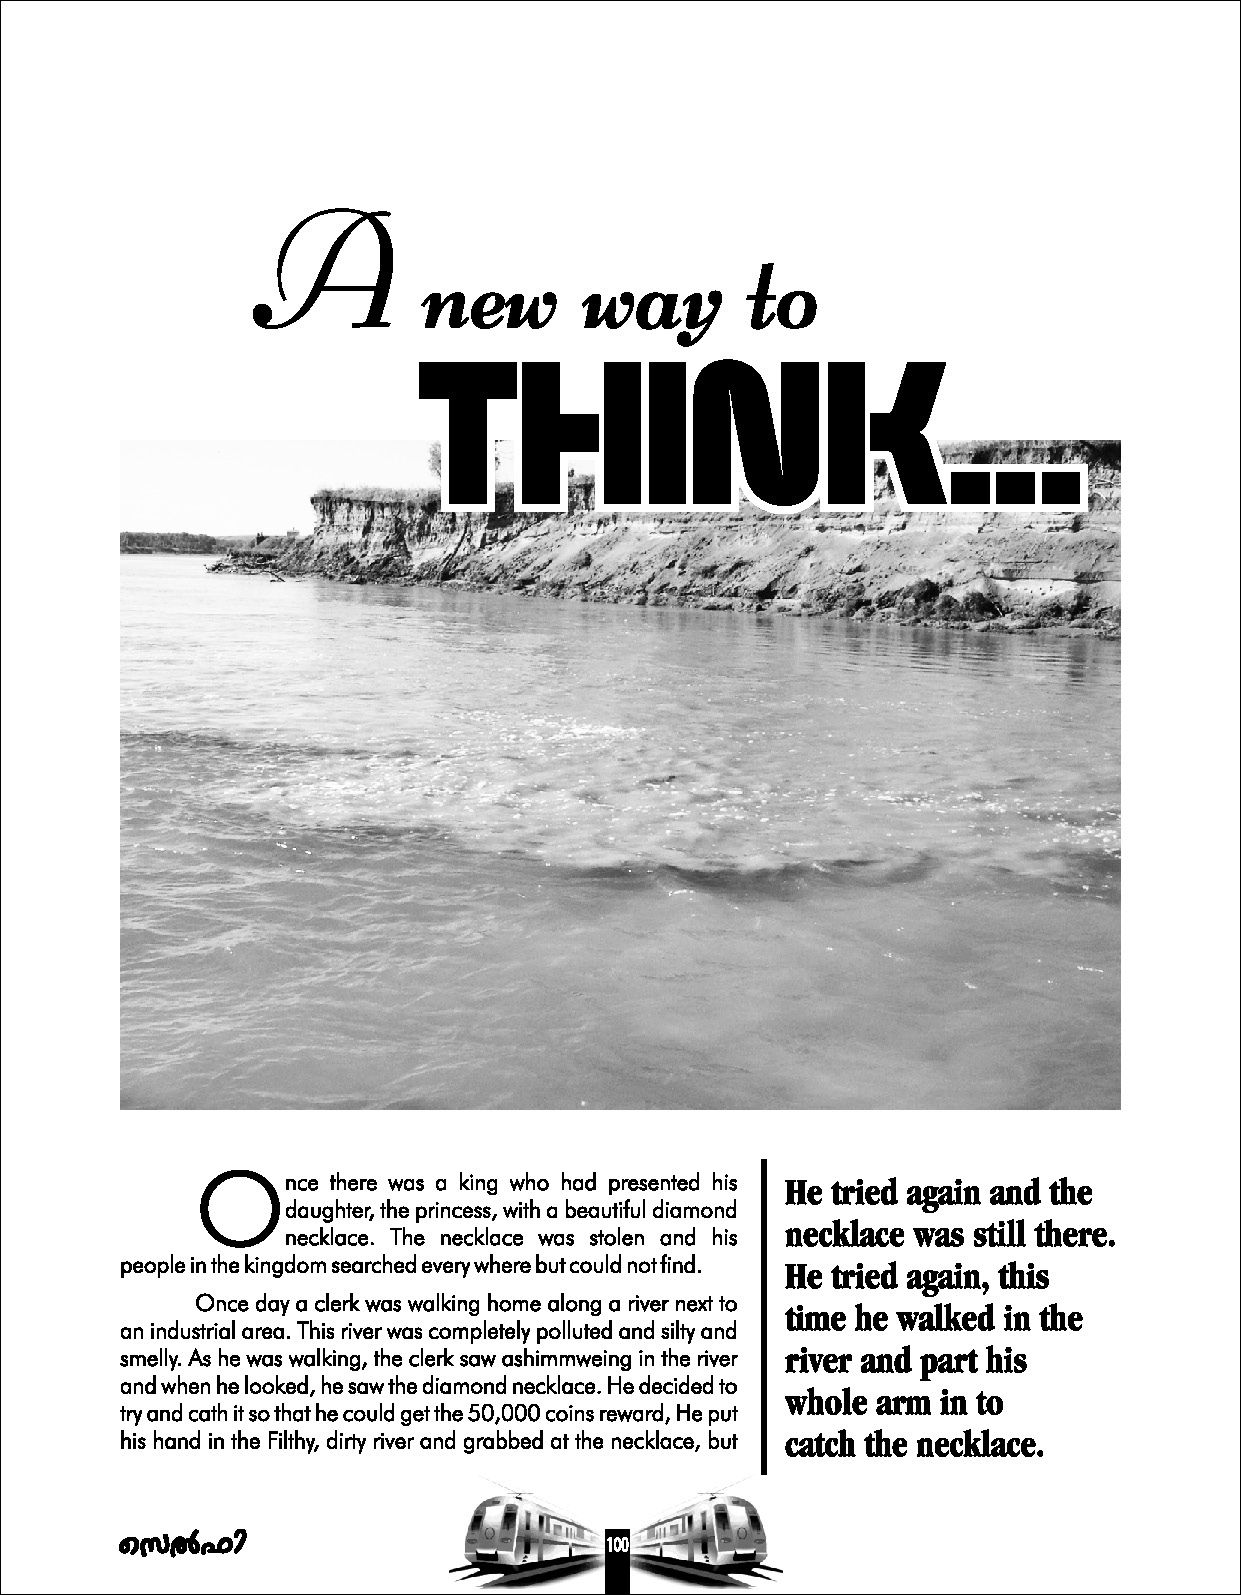 A new way to
THINK...
Once there was a king who had presented his
daughter, the princess, with a beautiful diamond
necklace. The necklace was stolen and his
people in the kingdom searched every where but could not find.
Once day a clerk was walking home along a river next to
an industrial area. This river was completely polluted and silty and
smelly. As he was walking, the clerk saw ashimmweing in the river
and when he looked, he saw the diamond necklace. He decided to
try and cath it so that he could get the 50,000 coins reward, He put
his hand in the Filthy, dirty river and grabbed at the necklace, but
He tried again and the
necklace was still there.
He tried again, this
time he walked in the
river and part his
whole arm in to
catch the necklace.
സെൽഫി
100